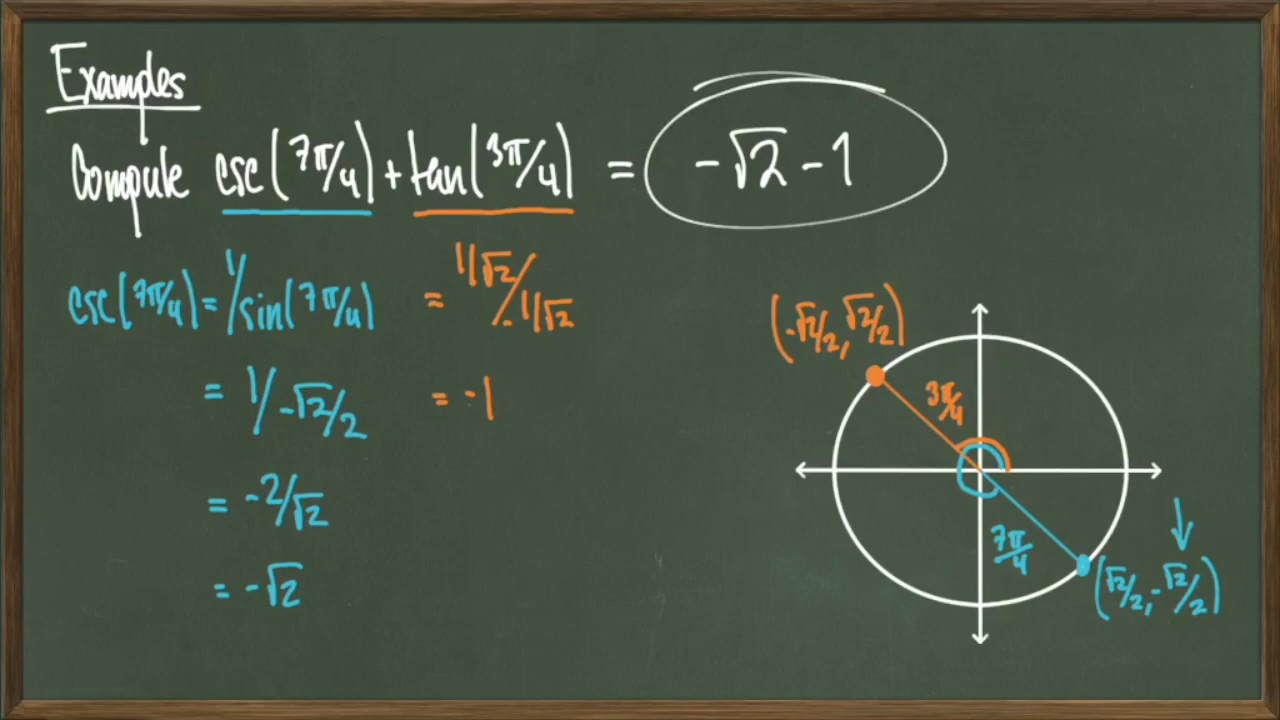 Examples
Compute csc(7π/4) + tan(3π/4) = -√2 - 1
csc(7π/4) = 1/sin(7π/4)
= 1/-√2/2
= -2/√2
= -√2
= 1/√2/-1/√2
= -1
(-√2/2, √2/2)
3π/4
7π/4
(√2/2, -√2/2)